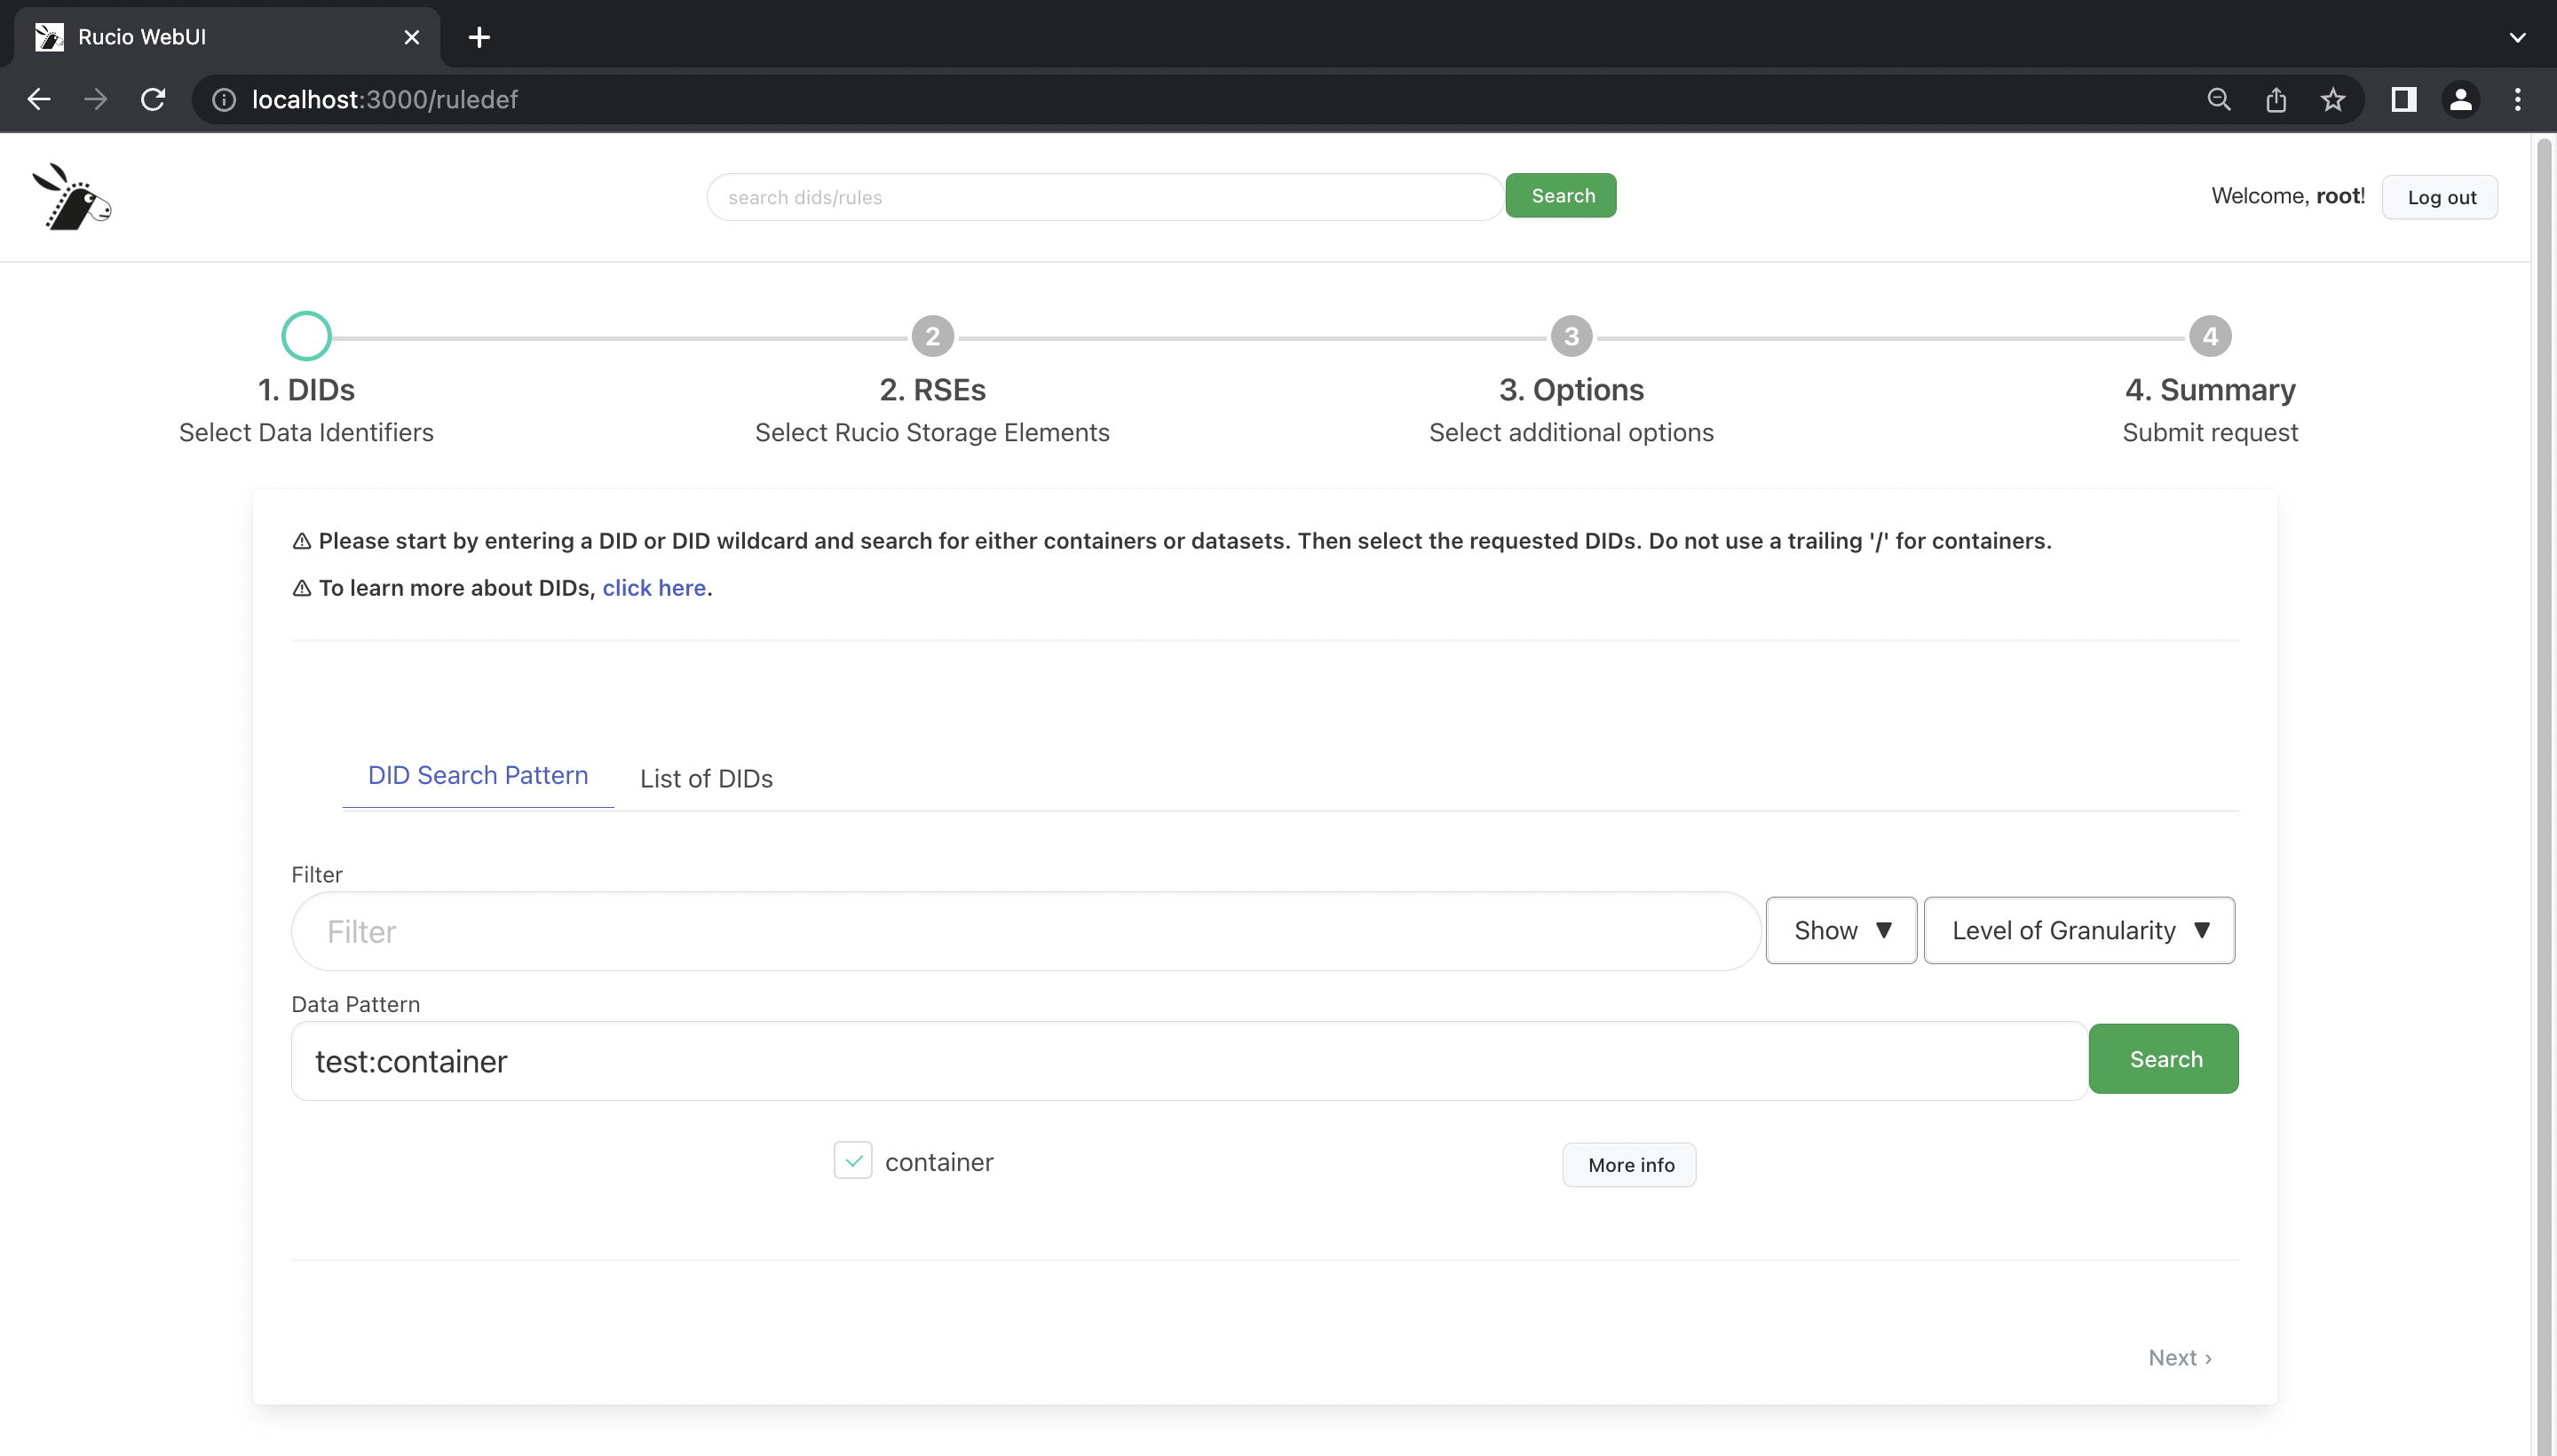 Rucio WebUI
localhost:3000/ruledef
search dids/rules
Search
Welcome, root!
Log out
2
3
4
1. DIDs
2. RSEs
3. Options
4. Summary
Select Data Identifiers
Select Rucio Storage Elements
Select additional options
Submit request
⚠ Please start by entering a DID or DID wildcard and search for either containers or datasets. Then select the requested DIDs. Do not use a trailing '/' for containers.
⚠ To learn more about DIDs, click here.
DID Search Pattern
List of DIDs
Filter
Filter
Show ▼
Level of Granularity ▼
Data Pattern
test:container
Search
container
More info
Next ›